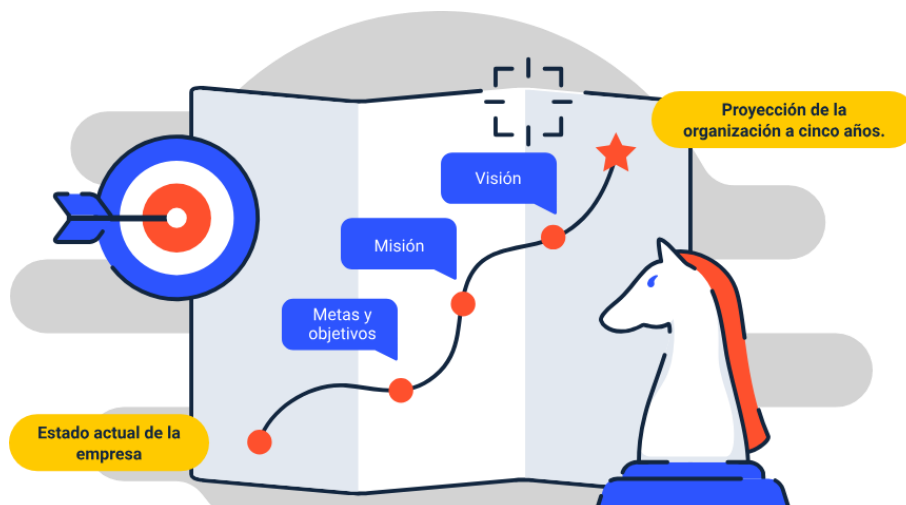 Proyección de la
organización a cinco años.
Visión
Misión
Metas y
objetivos
Estado actual de la
empresa